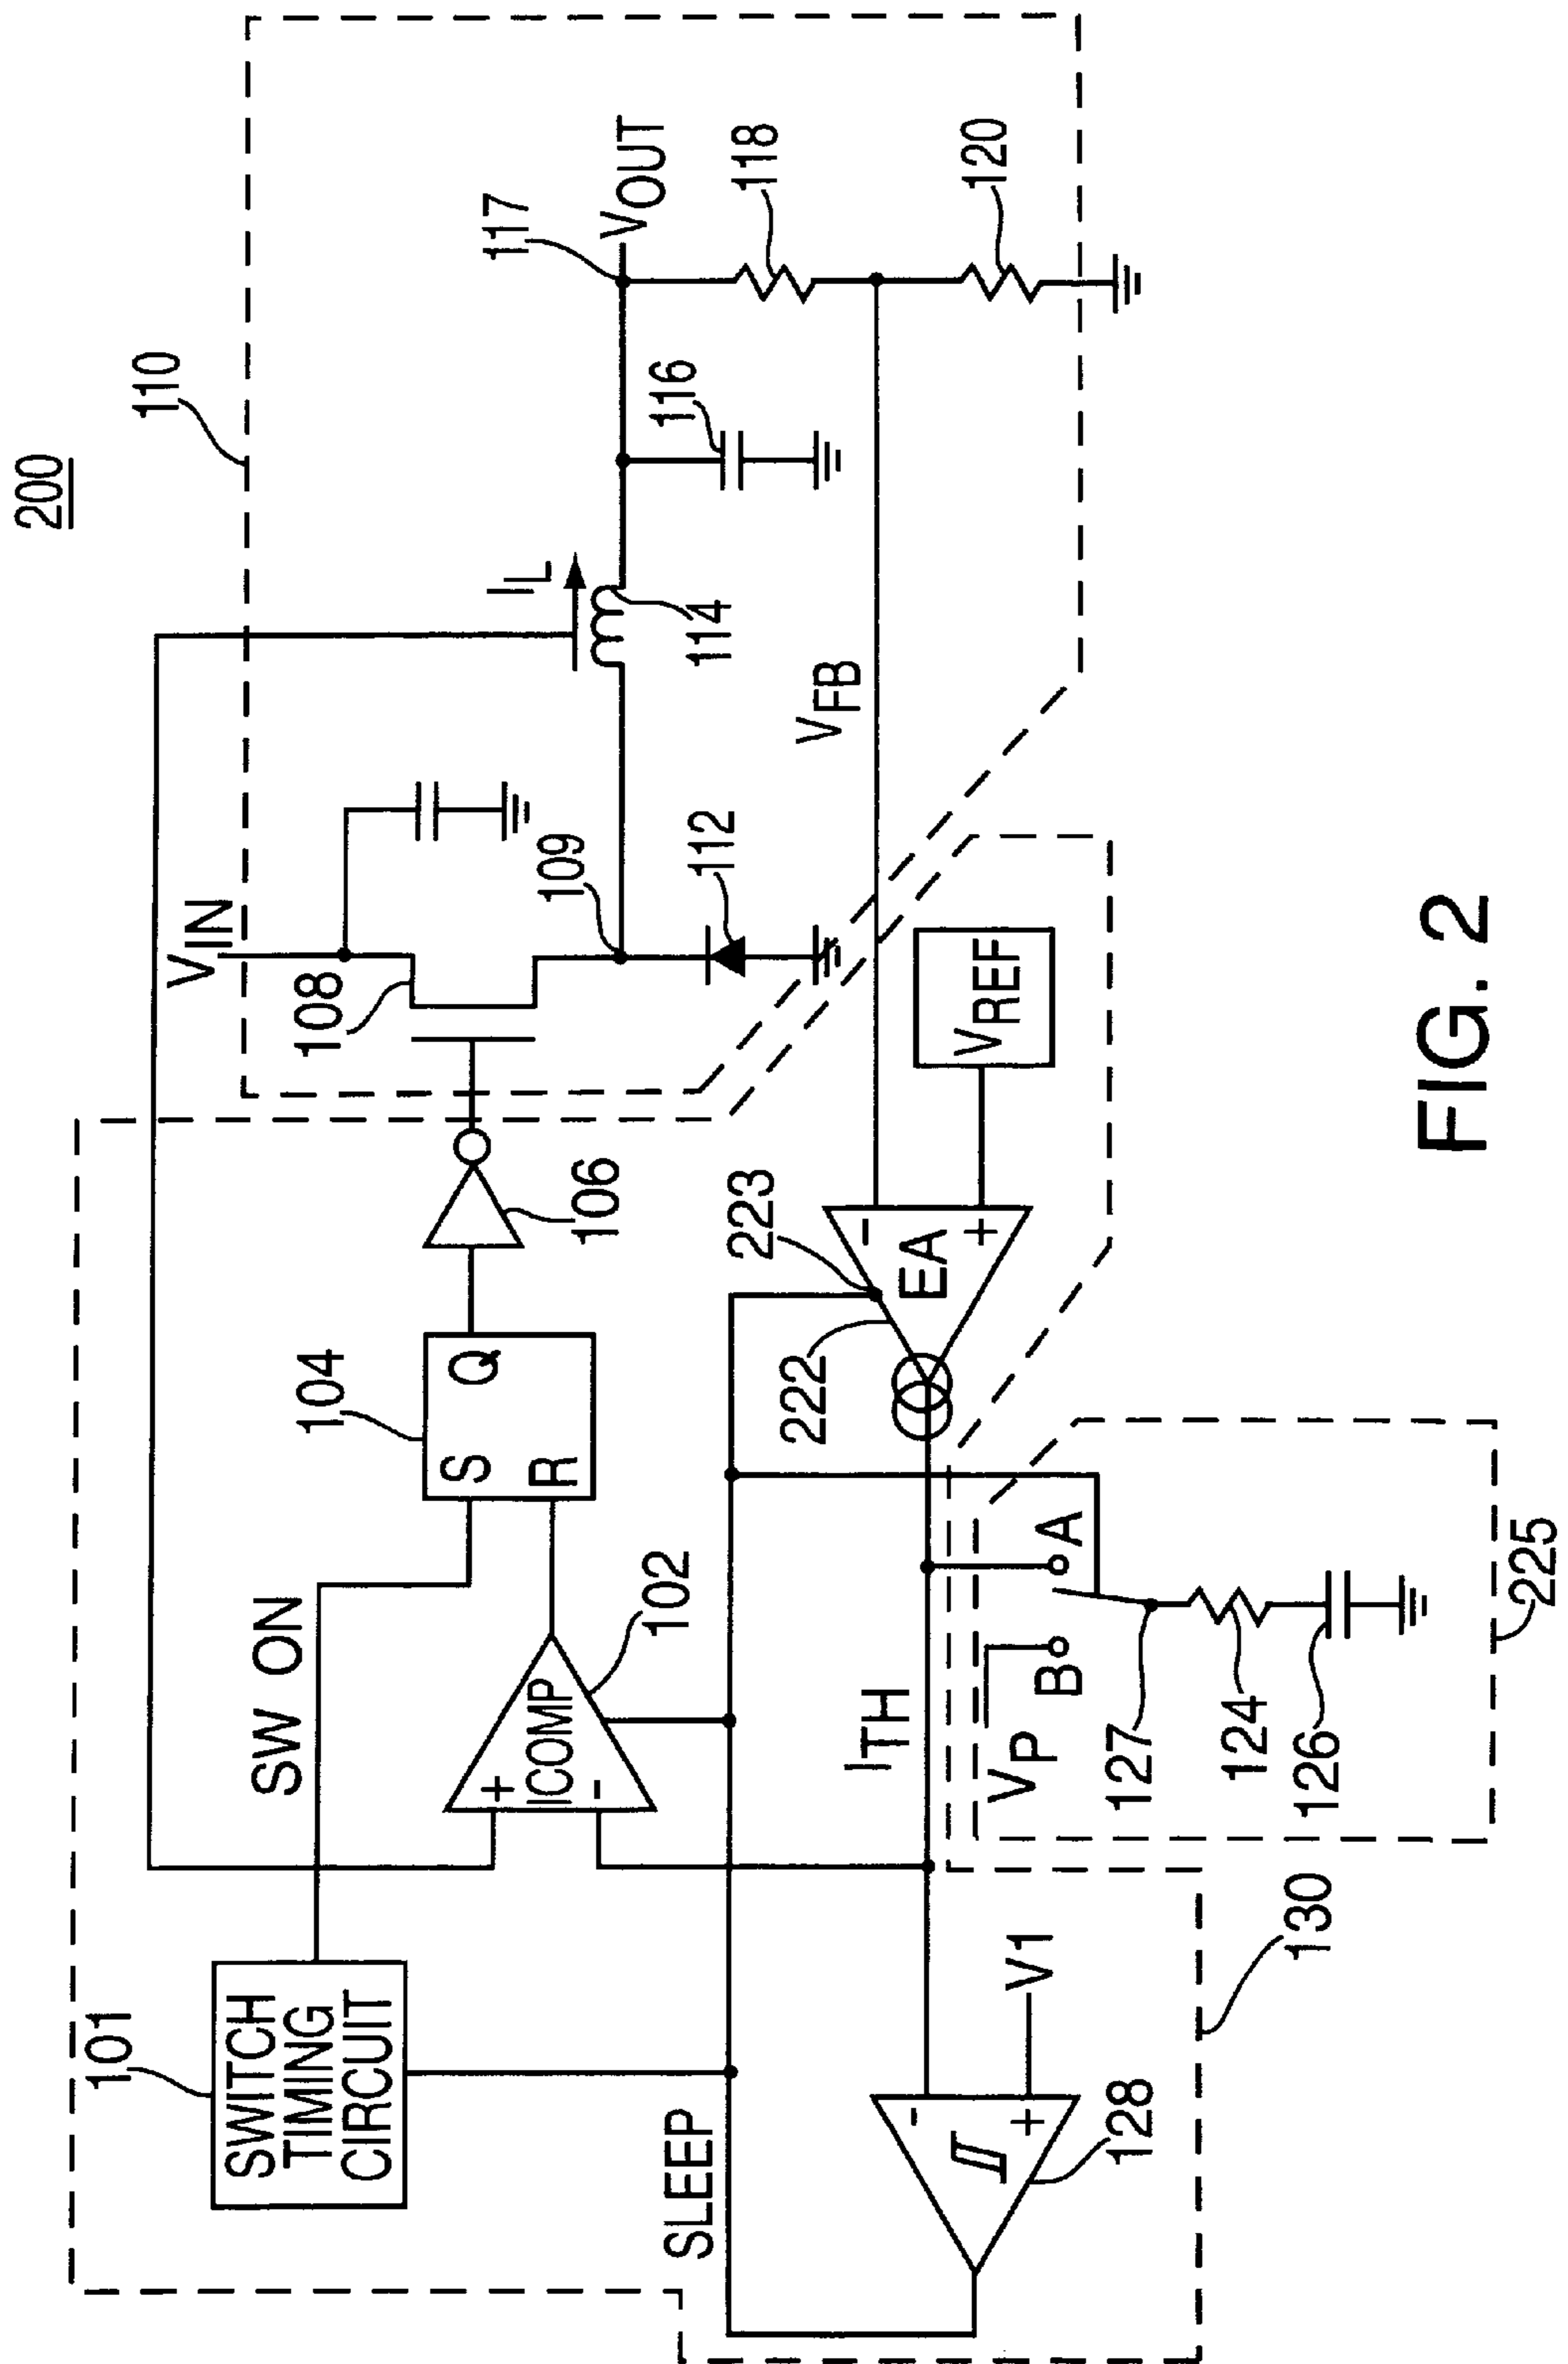 200
110
101
SWITCH
TIMING
CIRCUIT
SW ON
104
S
Q
R
106
VIN
108
109
112
IL
114
116
117
VOUT
118
120
VFB
+
ICOMP
-
102
SLEEP
223
222
-
EA
+
VREF
ITH
VP
B
A
127
124
126
225
-
+
V1
128
130
FIG. 2